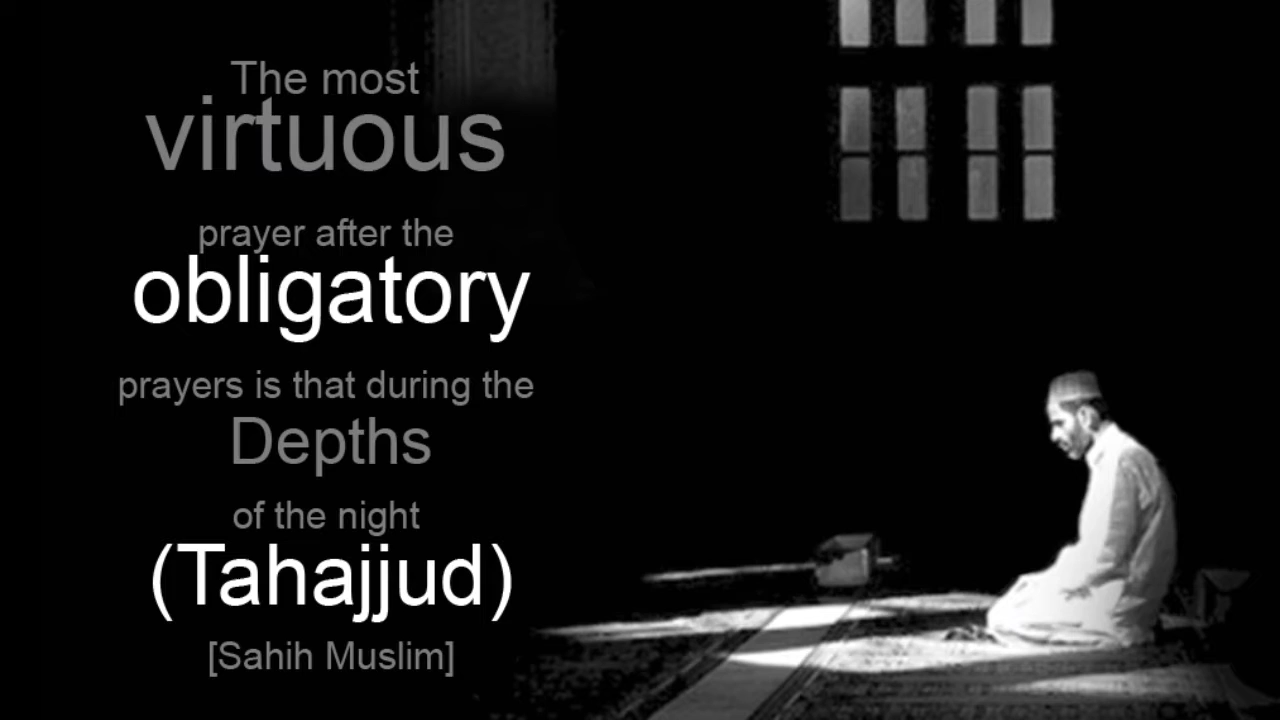 The most
virtuous
prayer after the
obligatory
prayers is that during the
Depths
of the night
(Tahajjud)
[Sahih Muslim]